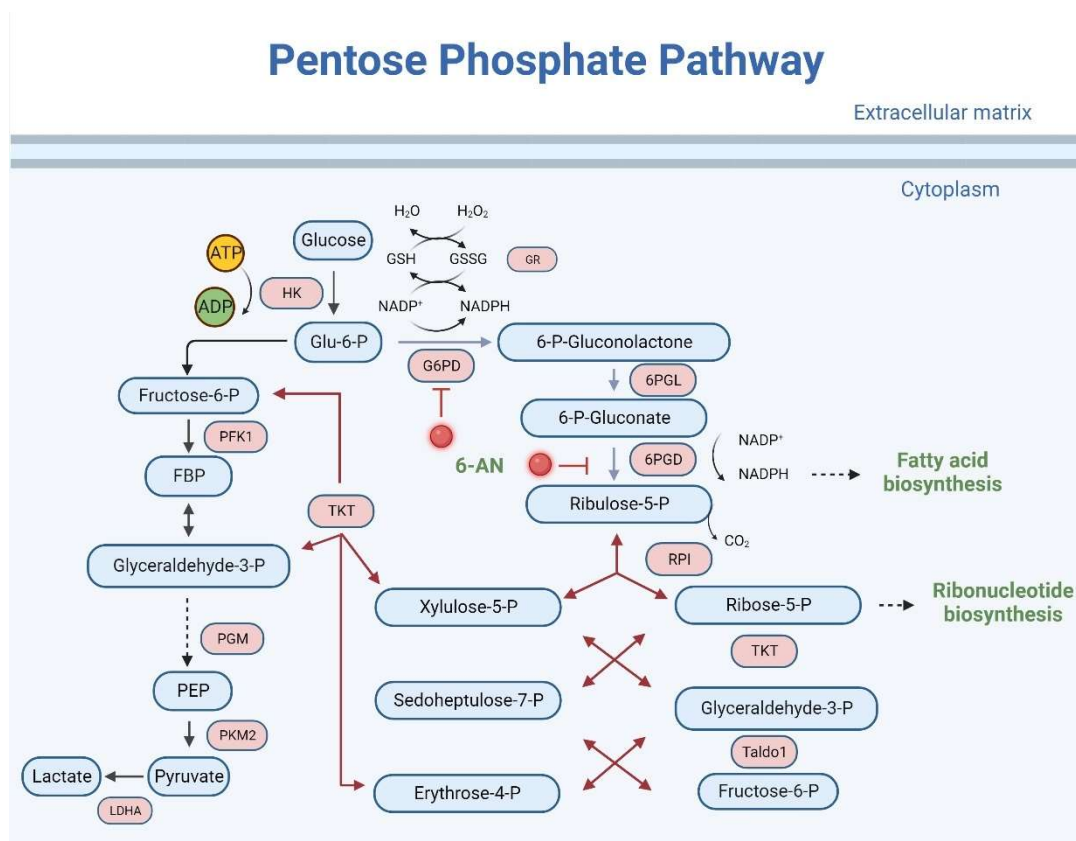 Pentose Phosphate Pathway
Extracellular matrix
Cytoplasm
H₂O
H₂O₂
ATP
Glucose
GSH
GSSG
GR
HK
ADP
NADP⁺
NADPH
Glu-6-P
6-P-Gluconolactone
G6PD
6PGL
Fructose-6-P
6-P-Gluconate
PFK1
NADP⁺
6-AN
6PGD
FBP
NADPH
Fatty acid
biosynthesis
Ribulose-5-P
TKT
CO₂
Glyceraldehyde-3-P
RPI
Xylulose-5-P
Ribose-5-P
Ribonucleotide
biosynthesis
PGM
TKT
PEP
Sedoheptulose-7-P
Glyceraldehyde-3-P
PKM2
Taldo1
Lactate
Pyruvate
Erythrose-4-P
Fructose-6-P
LDHA